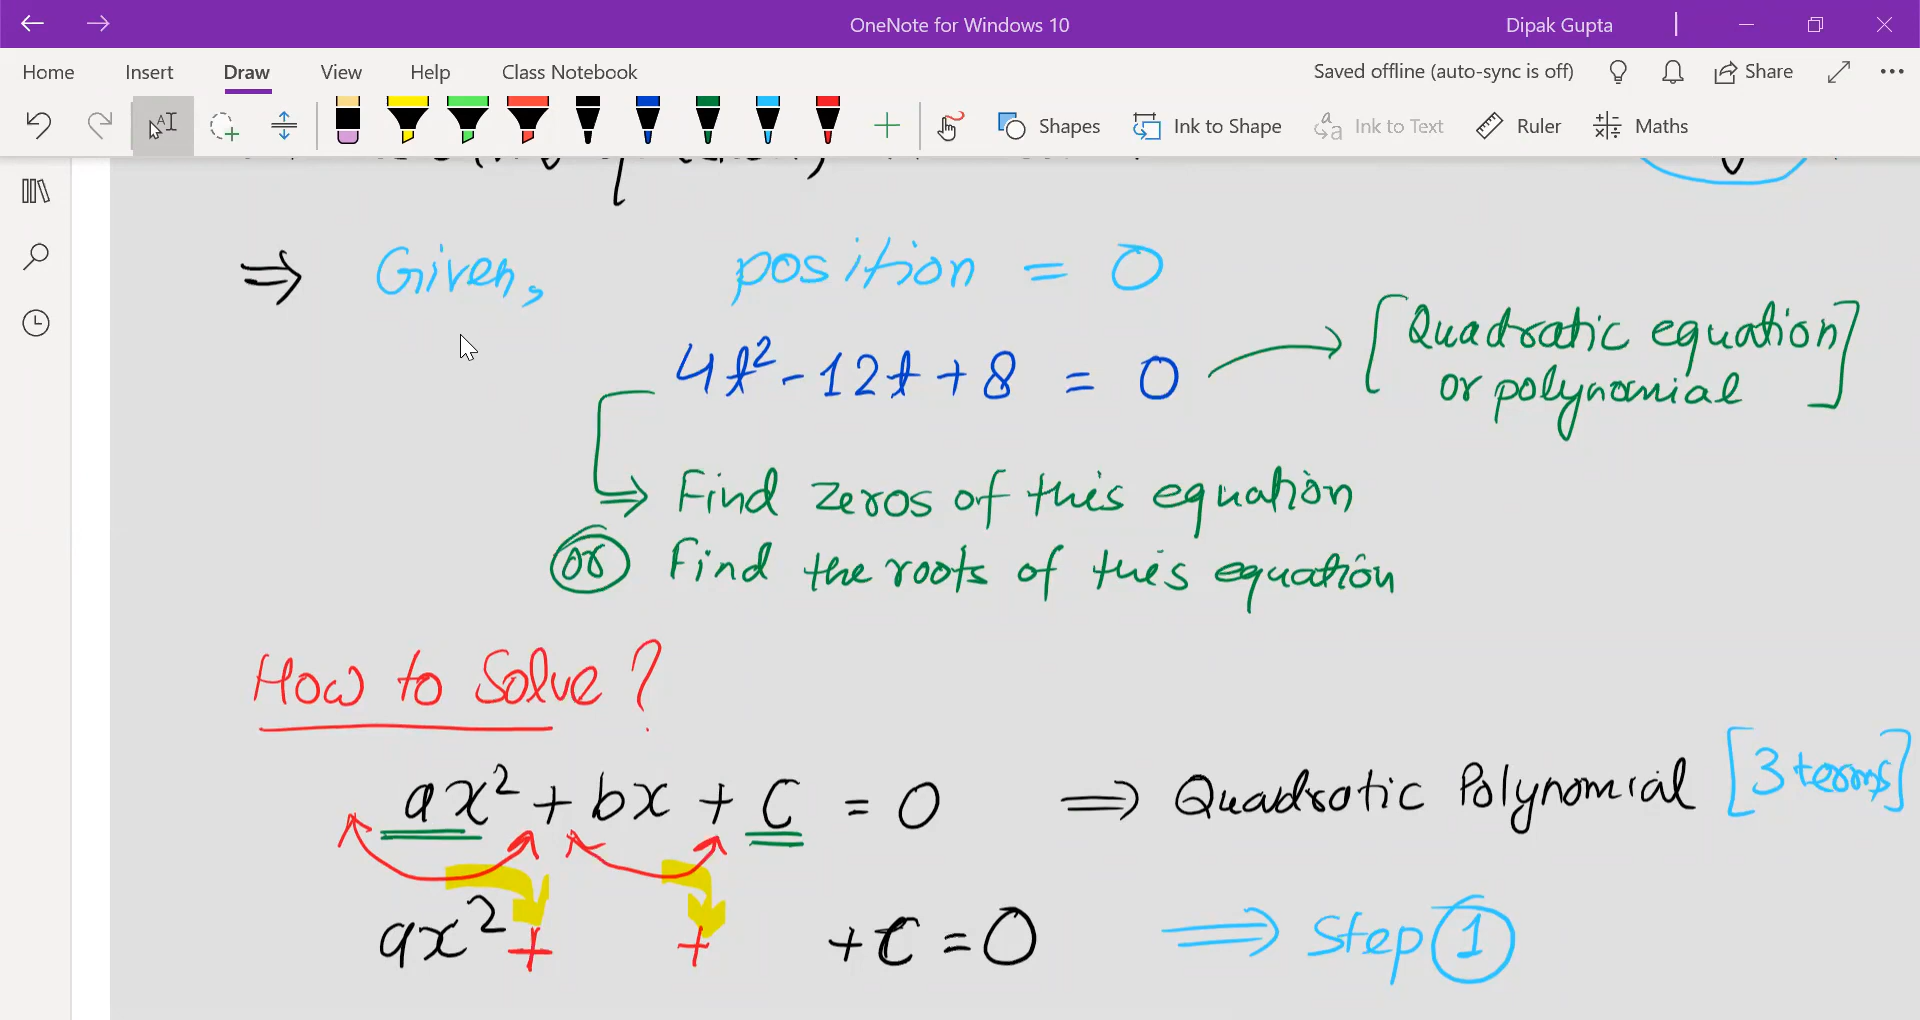 OneNote for Windows 10
Dipak Gupta
Home Insert Draw View Help Class Notebook
Saved offline (auto-sync is off) Share
Shapes Ink to Shape Ink to Text Ruler Maths
⇒ Given, position = 0
4t² - 12t + 8 = 0 → [Quadratic equation
or polynomial]
⇒ Find zeros of this equation
or Find the roots of this equation
How to Solve?
ax² + bx + C = 0 ⇒ Quadratic Polynomial [3 terms]
ax² + + + C = 0 ⇒ Step 1